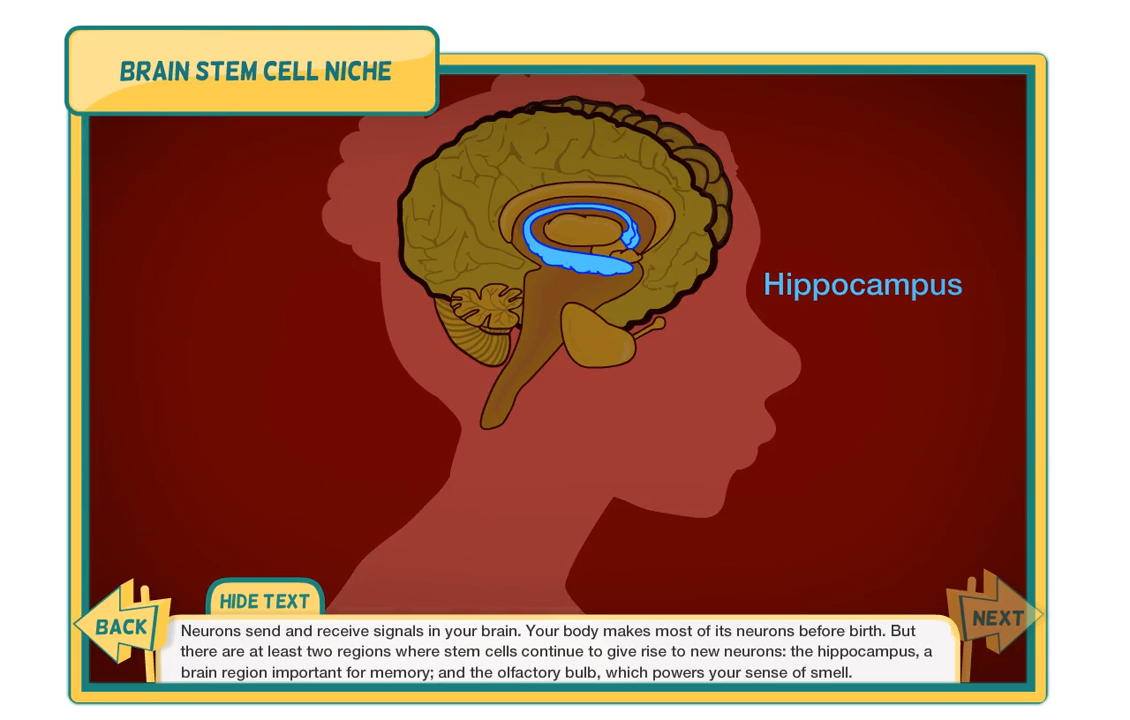 BRAIN STEM CELL NICHE
Hippocampus
HIDE TEXT
BACK
NEXT
Neurons send and receive signals in your brain. Your body makes most of its neurons before birth. But
there are at least two regions where stem cells continue to give rise to new neurons: the hippocampus, a
brain region important for memory; and the olfactory bulb, which powers your sense of smell.